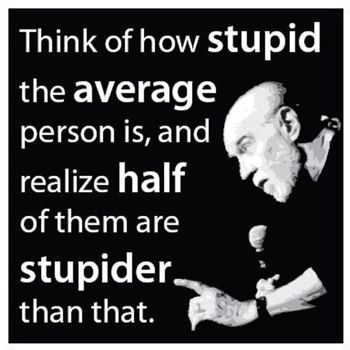 Think of how stupid
the average
person is, and
realize half
of them are
stupider
than that.